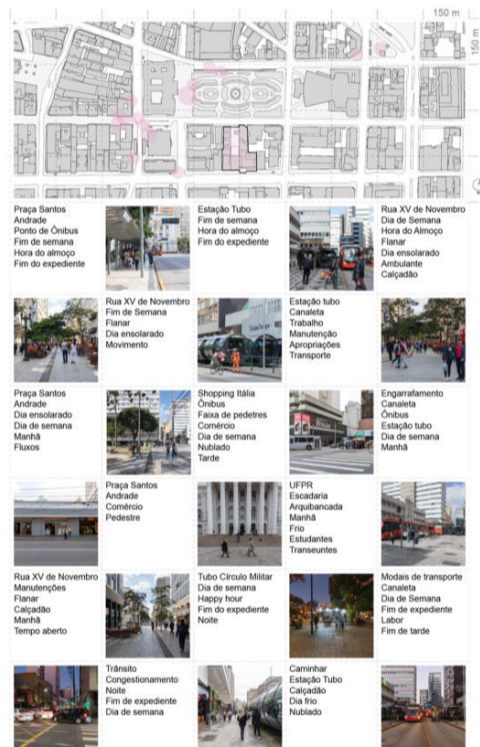 150 m
150 m
Praça Santos
Andrade
Ponto de Ônibus
Fim de semana
Hora do almoço
Fim do expediente
Estação Tubo
Fim de semana
Hora do almoço
Fim do expediente
Rua XV de Novembro
Dia de Semana
Hora do Almoço
Flanar
Dia ensolarado
Ambulante
Calçadão
Rua XV de Novembro
Fim de Semana
Flanar
Dia ensolarado
Movimento
Estação tubo
Canaleta
Trabalho
Manutenção
Apropriações
Transporte
Praça Santos
Andrade
Dia ensolarado
Dia de semana
Manhã
Fluxos
Shopping Itália
Ônibus
Faixa de pedetres
Comércio
Dia de semana
Nublado
Tarde
Engarrafamento
Canaleta
Ônibus
Estação tubo
Dia de semana
Manhã
Praça Santos
Andrade
Comércio
Pedestre
UFPR
Escadaria
Arquibancada
Manhã
Frio
Estudantes
Transeuntes
Rua XV de Novembro
Manutenções
Flanar
Calçadão
Manhã
Tempo aberto
Tubo Círculo Militar
Dia de semana
Happy hour
Fim do expediente
Noite
Modais de transporte
Canaleta
Dia de Semana
Fim de expediente
Labor
Fim de tarde
Trânsito
Congestionamento
Noite
Fim de expediente
Dia de semana
Caminhar
Estação Tubo
Calçadão
Dia frio
Nublado